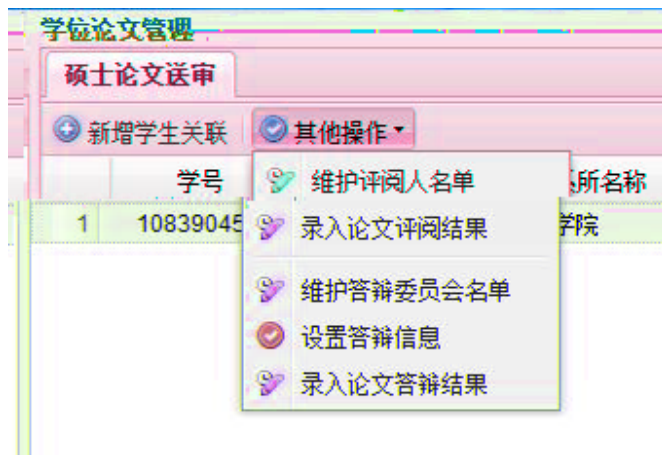 学位论文管理
硕士论文送审
新增学生关联 其他操作
学号 所名称
1 10839045 学院
维护评阅人名单
录入论文评阅结果
维护答辩委员会名单
设置答辩信息
录入论文答辩结果